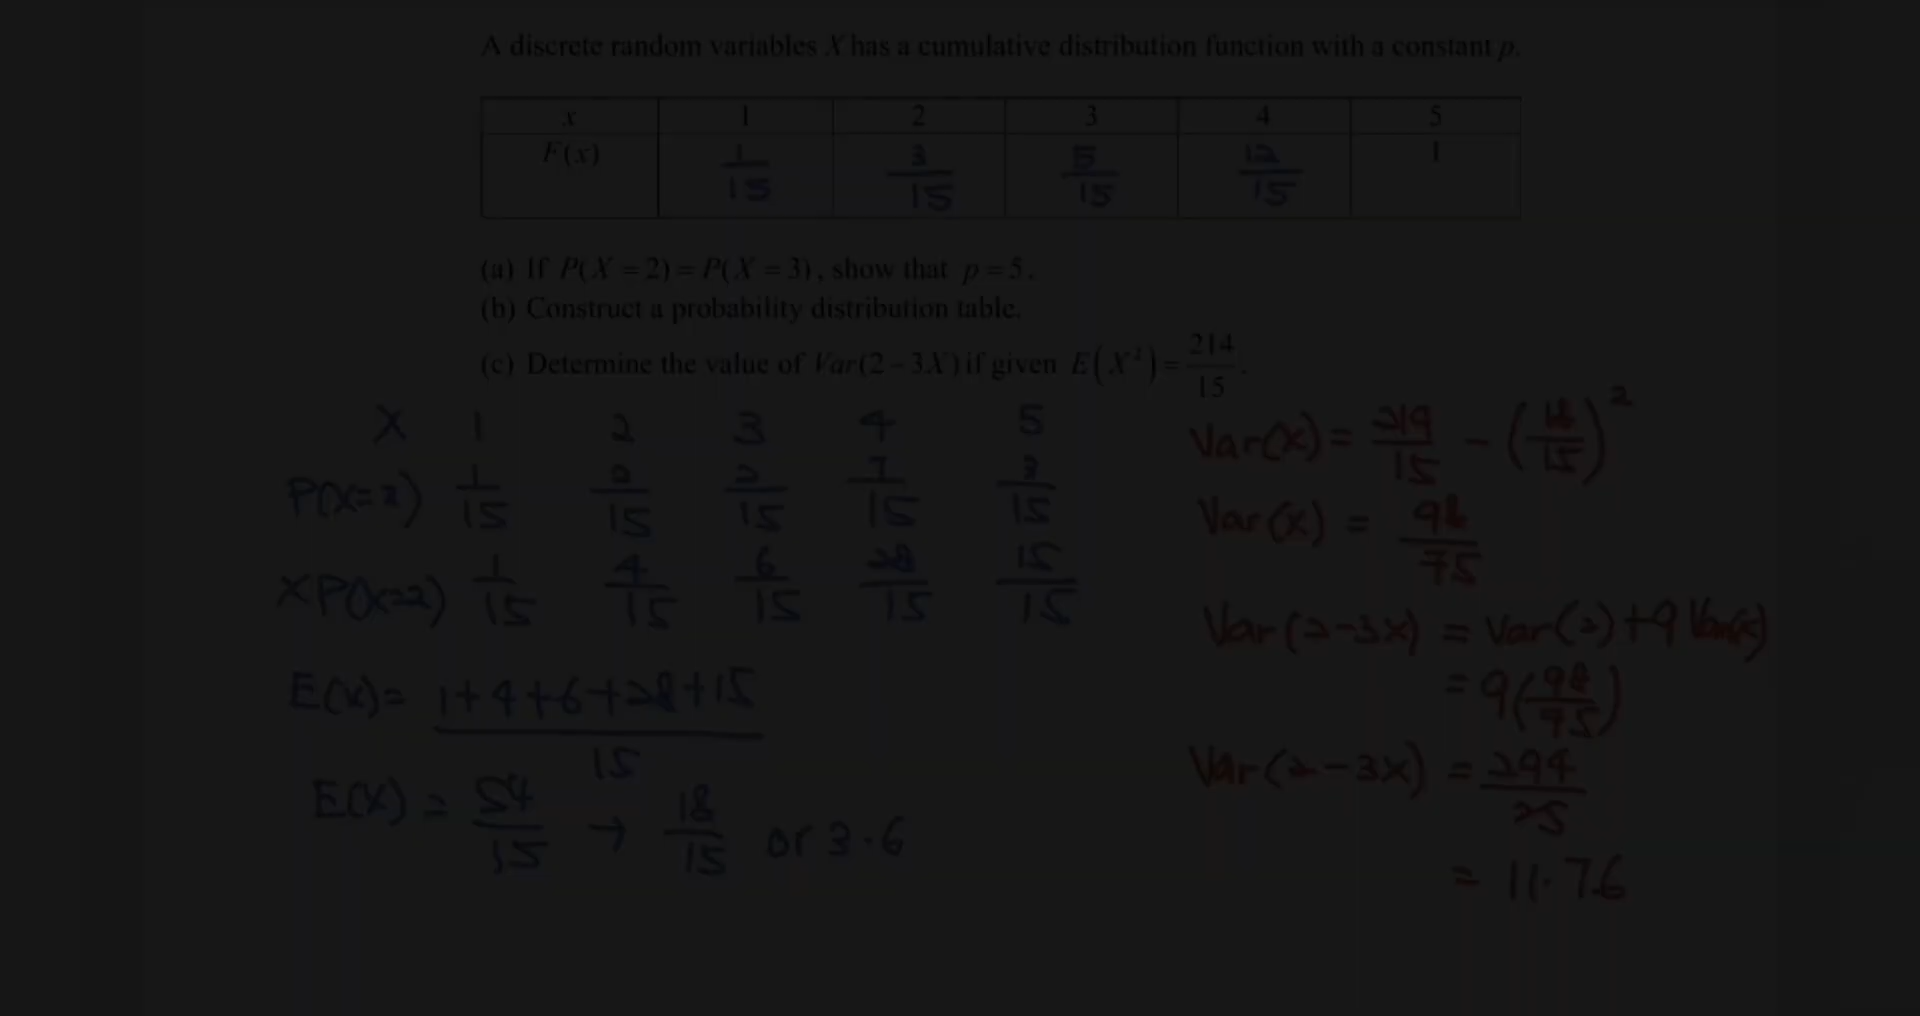 A discrete random variables X has a cumulative distribution function with a constant p.
x 1 2 3 4 5
F(x) 1/15 3/15 5/15 12/15 1
(a) If P(X = 2) = P(X = 3), show that p = 5.
(b) Construct a probability distribution table.
(c) Determine the value of Var(2 – 3X) if given E(X²) = 214/15.
X 1 2 3 4 5
P(X=x) 1/15 2/15 2/15 7/15 3/15
XP(X=x) 1/15 4/15 6/15 28/15 15/15
E(X) = 1+4+6+28+15/15
E(X) = 54/15 → 18/15 or 3.6
Var(X) = 214/15 - (18/15)²
Var(X) = 98/75
Var(2-3X) = Var(2)+9Var(X)
= 9(98/75)
Var(2-3X) = 294/25
= 11.76